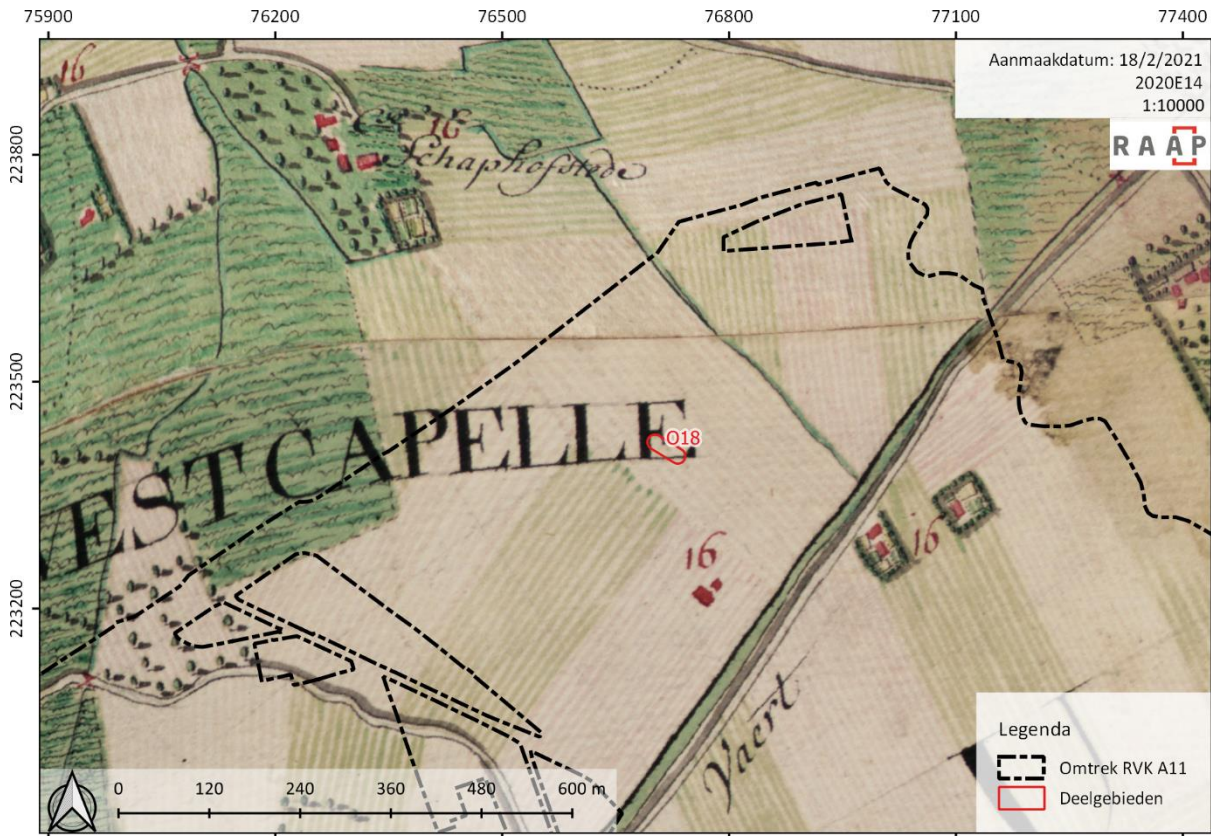 75900 76200 76500 76800 77100 77400
Aanmaakdatum: 18/2/2021
2020E14
1:10000
RAAP
223800
223500
223200
16
16
Schaphofstede
WESTCAPELLE
O18
16
16
Vaert
Legenda
Omtrek RVK A11
Deelgebieden
0 120 240 360 480 600 m